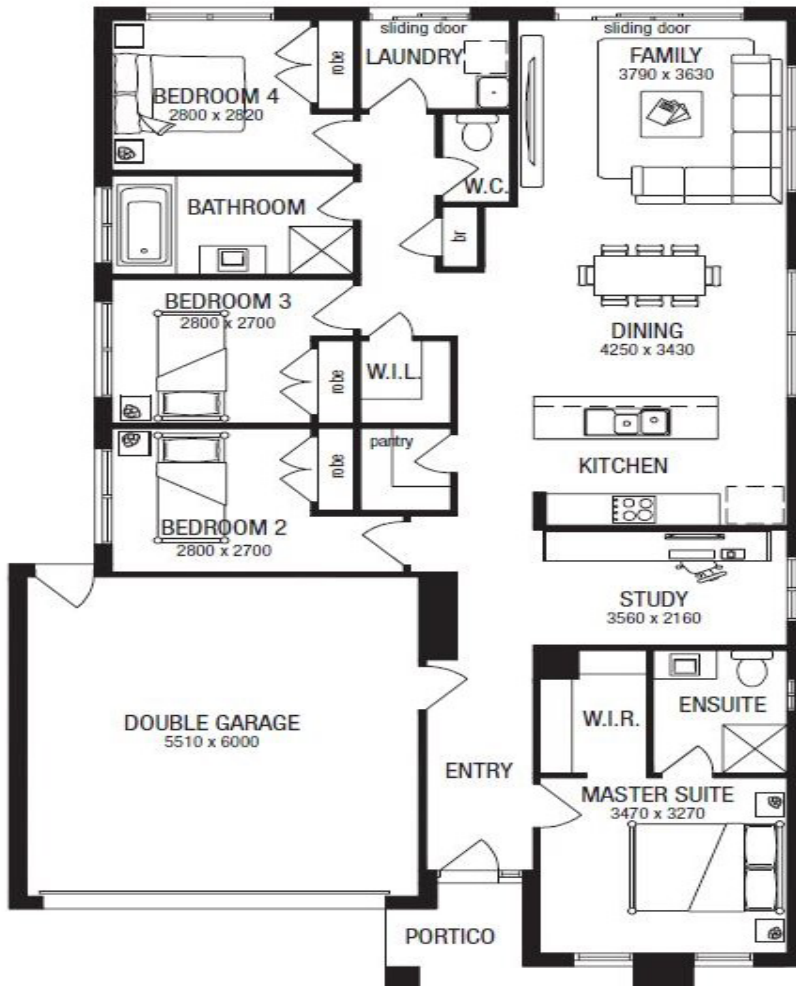 sliding door
sliding door
robe
LAUNDRY
FAMILY
3790 x 3630
BEDROOM 4
2800 x 2820
W.C.
BATHROOM
br
BEDROOM 3
2800 x 2700
DINING
4250 x 3430
robe
W.I.L.
pantry
robe
KITCHEN
BEDROOM 2
2800 x 2700
STUDY
3560 x 2160
ENSUITE
W.I.R.
DOUBLE GARAGE
5510 x 6000
ENTRY
MASTER SUITE
3470 x 3270
PORTICO